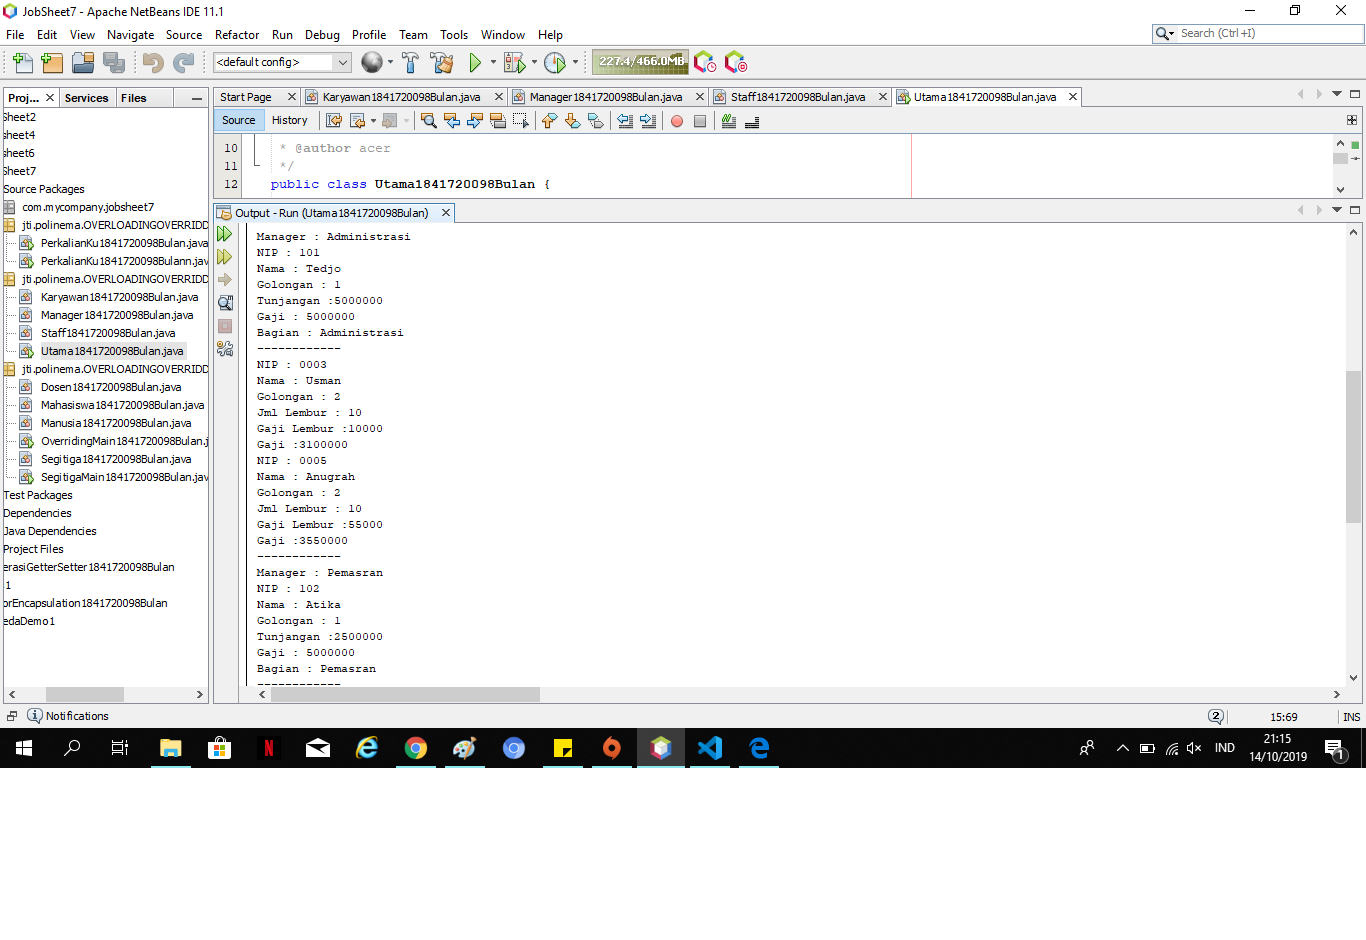 JobSheet7 - Apache NetBeans IDE 11.1
File Edit View Navigate Source Refactor Run Debug Profile Team Tools Window Help
Search (Ctrl+I)
<default config>
227.4/466.0MB
Proj... Services Files
Start Page Karyawan1841720098Bulan.java Manager1841720098Bulan.java Staff1841720098Bulan.java Utama1841720098Bulan.java
Source History
10 * @author acer
11 */
12 public class Utama1841720098Bulan {
Sheet2
sheet4
sheet6
Sheet7
Source Packages
com.mycompany.jobsheet7
jti.polinema.OVERLOADINGOVERRIDD
PerkalianKu1841720098Bulan.java
PerkalianKu1841720098Bulann.java
jti.polinema.OVERLOADINGOVERRIDD
Karyawan1841720098Bulan.java
Manager1841720098Bulan.java
Staff1841720098Bulan.java
Utama1841720098Bulan.java
jti.polinema.OVERLOADINGOVERRIDD
Dosen1841720098Bulan.java
Mahasiswa1841720098Bulan.java
Manusia1841720098Bulan.java
OverridingMain1841720098Bulan.j
Segitiga1841720098Bulan.java
SegitigaMain1841720098Bulan.jav
Test Packages
Dependencies
Java Dependencies
Project Files
erasiGetterSetter1841720098Bulan
1
orEncapsulation1841720098Bulan
edaDemo1
Output - Run (Utama1841720098Bulan)
Manager : Administrasi
NIP : 101
Nama : Tedjo
Golongan : 1
Tunjangan :5000000
Gaji : 5000000
Bagian : Administrasi
------------
NIP : 0003
Nama : Usman
Golongan : 2
Jml Lembur : 10
Gaji Lembur :10000
Gaji :3100000
NIP : 0005
Nama : Anugrah
Golongan : 2
Jml Lembur : 10
Gaji Lembur :55000
Gaji :3550000
------------
Manager : Pemasran
NIP : 102
Nama : Atika
Golongan : 1
Tunjangan :2500000
Gaji : 5000000
Bagian : Pemasran
------------
Notifications
2
15:69
INS
IND
21:15
14/10/2019
1